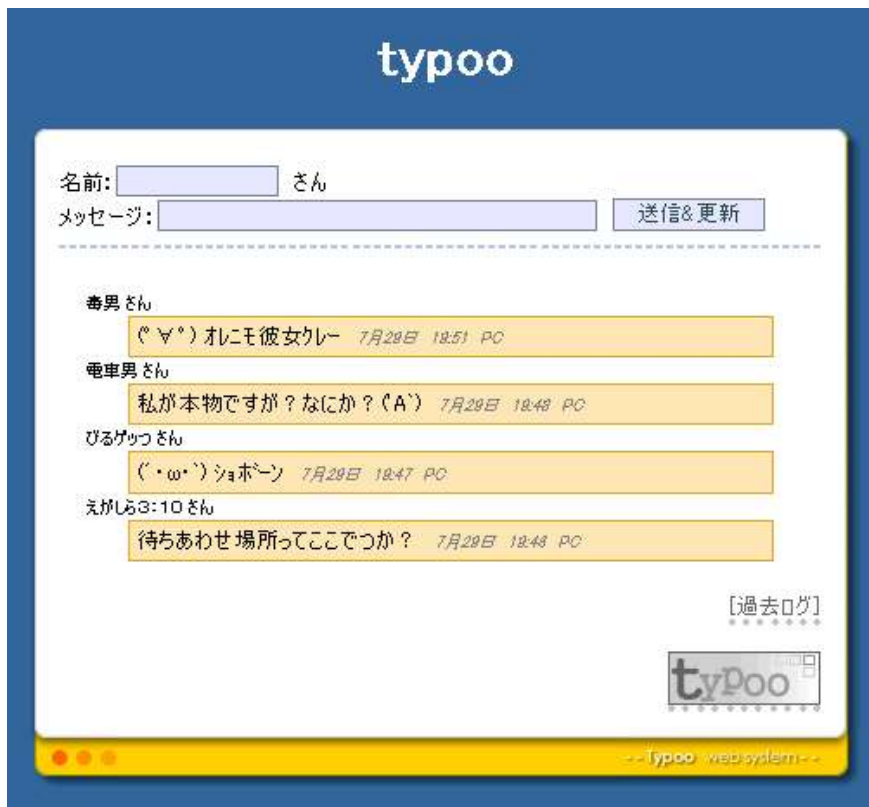 typoo
名前: さん
メッセージ: 送信&更新
毒男 さん
(ﾟ∀ﾟ) オレニモ彼女クレー 7月29日 19:51 PC
電車男 さん
私が本物ですが？なにか？('A`) 7月29日 19:48 PC
びるゲッつ さん
(´・ω・`) ショボーン 7月29日 19:47 PC
えがしら3:10 さん
待ちあわせ場所ってここでつか？ 7月29日 19:46 PC
[過去ログ]
typoo
--Typoo web system--